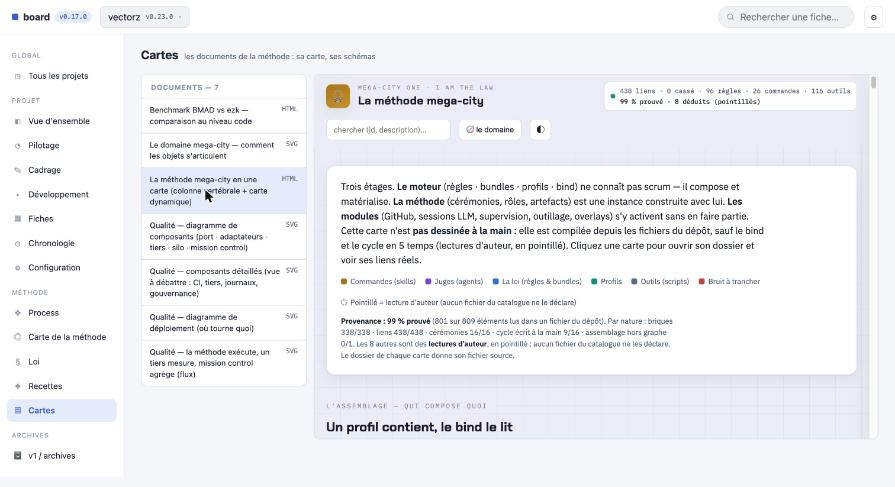 board v0.17.0
vectorz v0.23.0
Rechercher une fiche...
GLOBAL
Tous les projets
PROJET
Vue d'ensemble
Pilotage
Cadrage
Développement
Fiches
Chronologie
Configuration
MÉTHODE
Process
Carte de la méthode
§ Loi
Recettes
Cartes
ARCHIVES
v1 / archives
Cartes les documents de la méthode : sa carte, ses schémas
DOCUMENTS — 7
Benchmark BMAD vs ezk — HTML
comparaison au niveau code
Le domaine mega-city — comment SVG
les objets s'articulent
La méthode mega-city en une HTML
carte (colonne vertébrale + carte
dynamique)
Qualité — diagramme de SVG
composants (port · adaptateurs ·
tiers · silo · mission control)
Qualité — composants détaillés (vue SVG
à débattre : CI, tiers, journaux,
gouvernance)
Qualité — diagramme de SVG
déploiement (où tourne quoi)
Qualité — la méthode exécute, un SVG
tiers mesure, mission control
agrège (flux)
MEGA-CITY ONE · I AM THE LAW
La méthode mega-city
438 liens · 0 cassé · 96 règles · 26 commandes · 116 outils
99 % prouvé · 8 déduits (pointillés)
chercher (id, description)...
le domaine
Trois étages. Le moteur (règles · bundles · profils · bind) ne connaît pas scrum — il compose et
matérialise. La méthode (cérémonies, rôles, artefacts) est une instance construite avec lui. Les
modules (GitHub, sessions LLM, supervision, outillage, overlays) s'y activent sans en faire partie.
Cette carte n'est pas dessinée à la main : elle est compilée depuis les fichiers du dépôt, sauf le bind
et le cycle en 5 temps (lectures d'auteur, en pointillé). Cliquez une carte pour ouvrir son dossier et
voir ses liens réels.
Commandes (skills) Juges (agents) La loi (règles & bundles) Profils Outils (scripts) Bruit à trancher
Pointillé = lecture d'auteur (aucun fichier du catalogue ne le déclare)
Provenance : 99 % prouvé (801 sur 809 éléments lus dans un fichier du dépôt). Par nature : briques
338/338 · liens 438/438 · cérémonies 16/16 · cycle écrit à la main 9/16 · assemblage hors graphe
0/1. Les 8 autres sont des lectures d'auteur, en pointillé : aucun fichier du catalogue ne les déclare.
Le dossier de chaque carte donne son fichier source.
L'ASSEMBLAGE — QUI COMPOSE QUOI
Un profil contient, le bind le lit